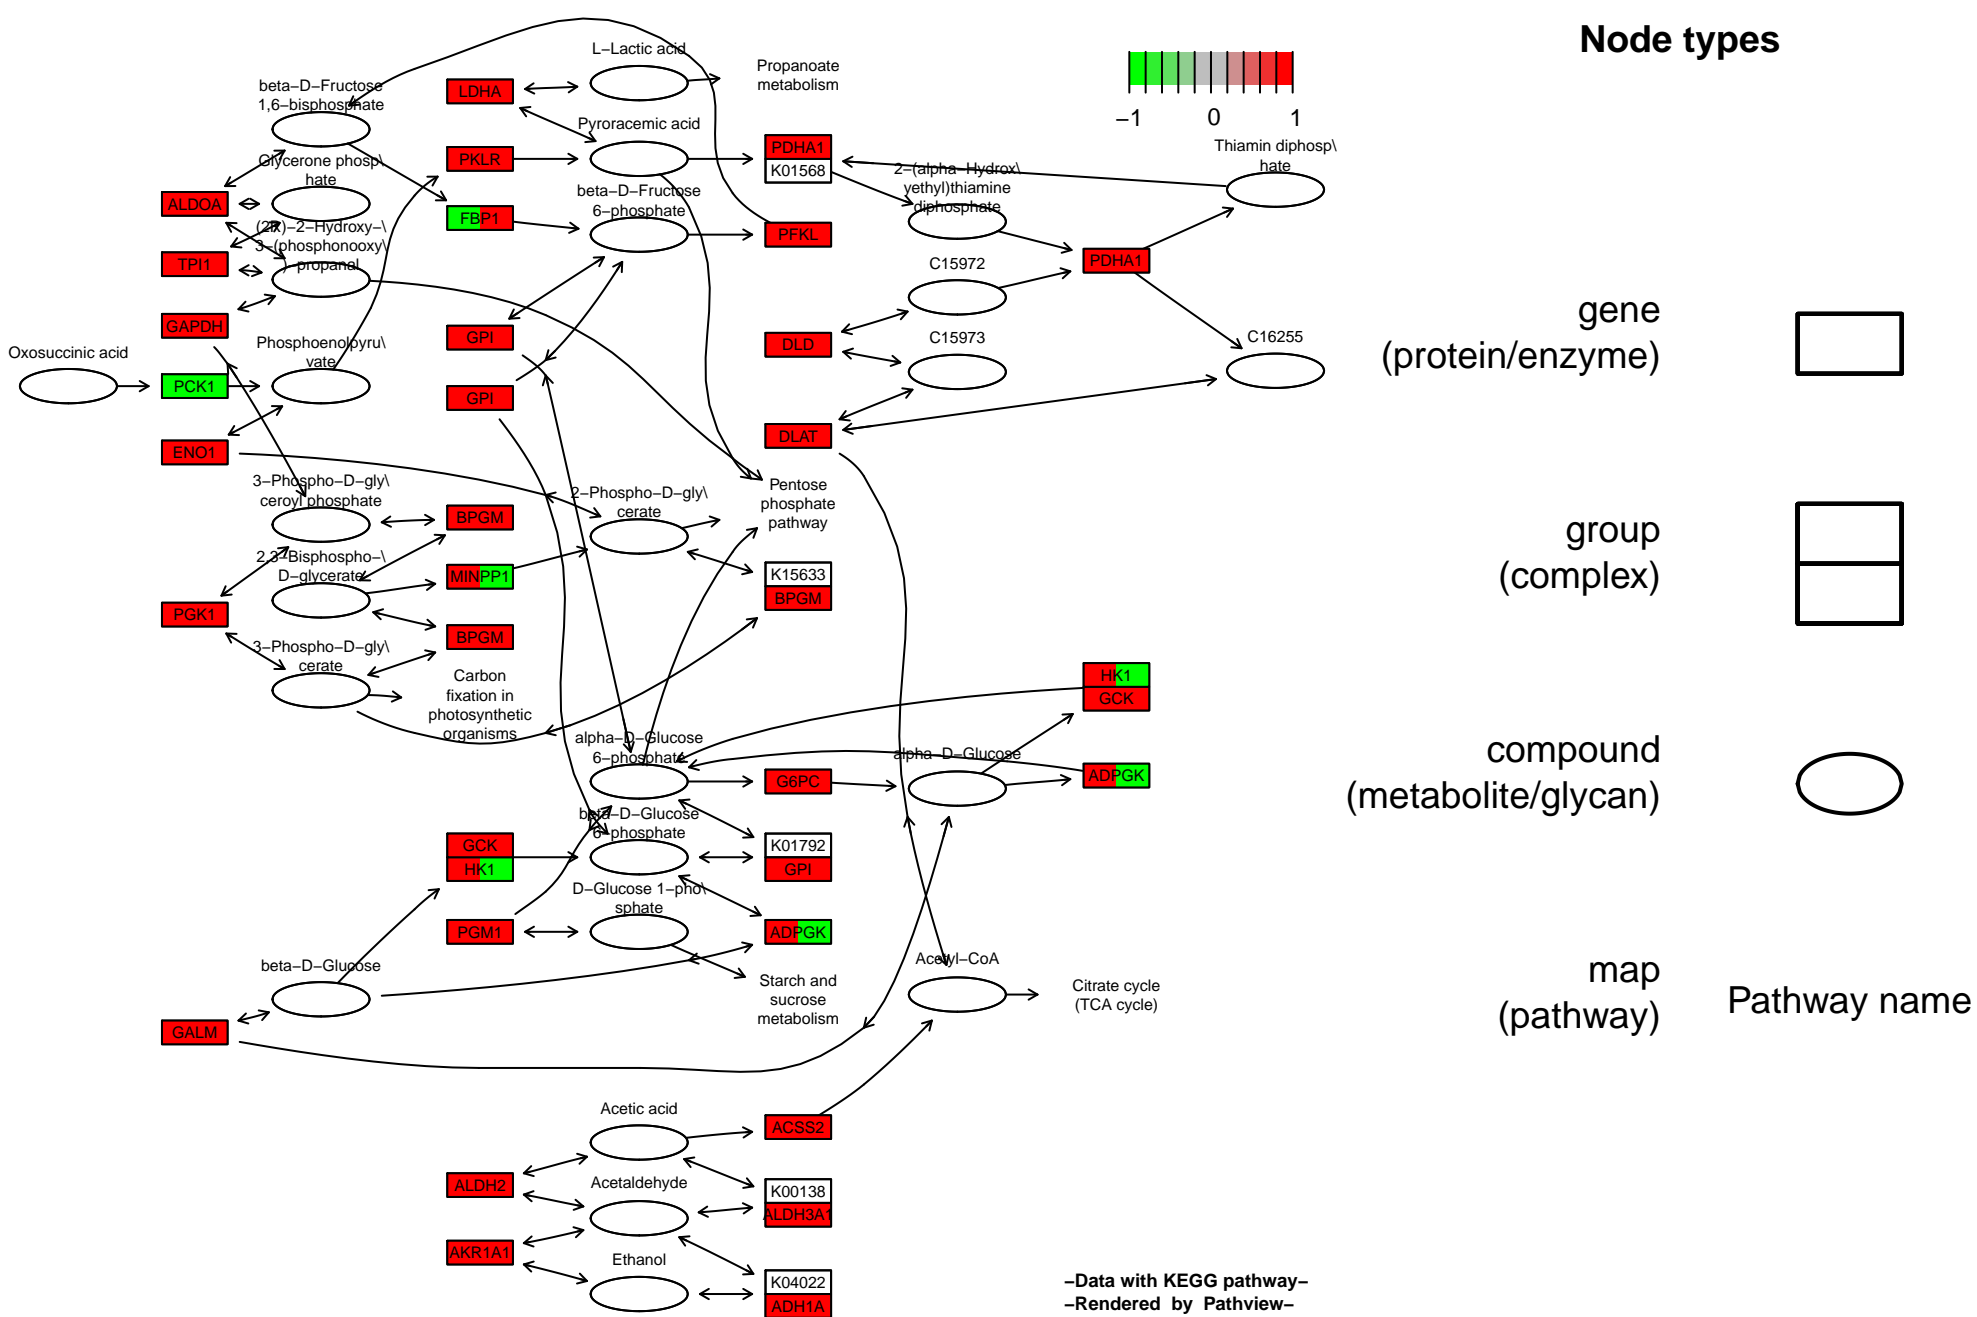 Node types
L−Lactic acid
Propanoate
metabolism
beta−D−Fructose
1,6−bisphosphate
LDHA
−1
0
1
Pyroracemic acid
PDHA1
K01568
Thiamin diphosp\
hate
Glycerone phosp\
hate
PKLR
2−(alpha−Hydrox\
yethyl)thiamine
diphosphate
beta−D−Fructose
6−phosphate
ALDOA
FBP1
PFKL
(2R)−2−Hydroxy−\
3−(phosphonooxy\
)−propanal
TPI1
PDHA1
C15972
gene
(protein/enzyme)
GAPDH
GPI
DLD
C15973
C16255
Oxosuccinic acid
Phosphoenolpyru\
vate
PCK1
GPI
DLAT
ENO1
3−Phospho−D−gly\
ceroyl phosphate
2−Phospho−D−gly\
cerate
Pentose
phosphate
pathway
BPGM
group
(complex)
2,3−Bisphospho−\
D−glycerate
MINPP1
K15633
BPGM
PGK1
BPGM
3−Phospho−D−gly\
cerate
Carbon
fixation in
photosynthetic
organisms
HK1
GCK
alpha−D−Glucose
6−phosphate
alpha−D−Glucose
compound
(metabolite/glycan)
G6PC
ADPGK
beta−D−Glucose
6−phosphate
GCK
HK1
K01792
GPI
D−Glucose 1−pho\
sphate
PGM1
ADPGK
beta−D−Glucose
Acetyl−CoA
Starch and
sucrose
metabolism
Citrate cycle
(TCA cycle)
map
(pathway)
Pathway name
GALM
Acetic acid
ACSS2
ALDH2
Acetaldehyde
K00138
ALDH3A1
AKR1A1
Ethanol
K04022
ADH1A
−Data with KEGG pathway−
−Rendered by Pathview−